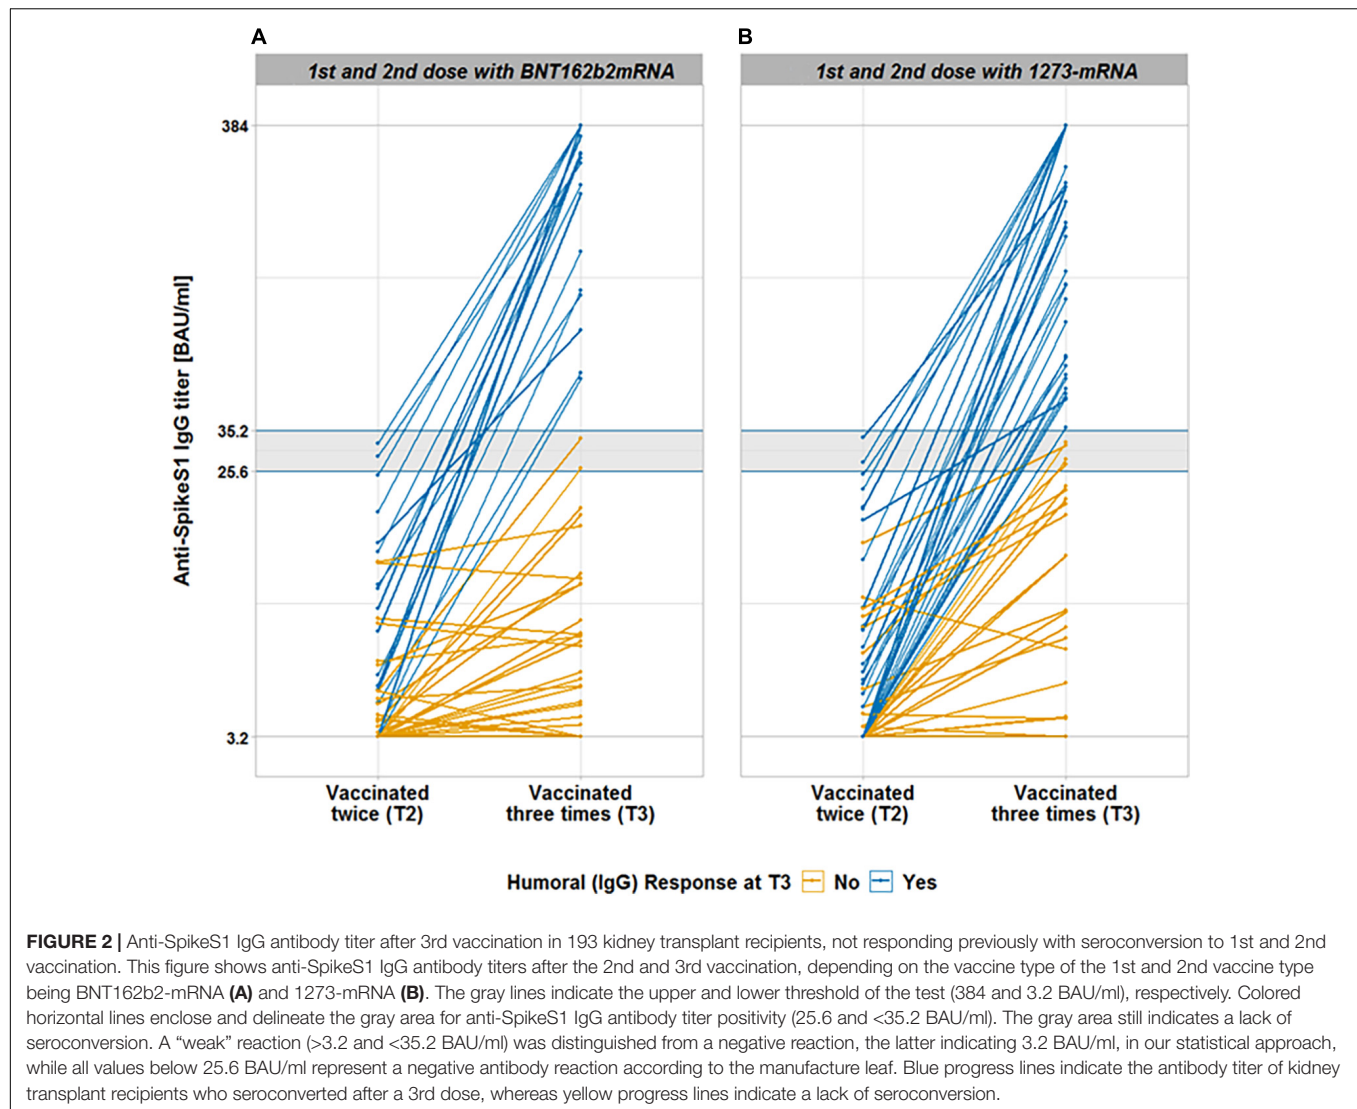 A
B
1st and 2nd dose with BNT162b2mRNA
1st and 2nd dose with 1273-mRNA
384
35.2
25.6
3.2
Anti-SpikeS1 IgG titer [BAU/ml]
Vaccinated
twice (T2)
Vaccinated
three times (T3)
Vaccinated
twice (T2)
Vaccinated
three times (T3)
Humoral (IgG) Response at T3 No Yes
FIGURE 2 | Anti-SpikeS1 IgG antibody titer after 3rd vaccination in 193 kidney transplant recipients, not responding previously with seroconversion to 1st and 2nd
vaccination. This figure shows anti-SpikeS1 IgG antibody titers after the 2nd and 3rd vaccination, depending on the vaccine type of the 1st and 2nd vaccine type
being BNT162b2-mRNA (A) and 1273-mRNA (B). The gray lines indicate the upper and lower threshold of the test (384 and 3.2 BAU/ml), respectively. Colored
horizontal lines enclose and delineate the gray area for anti-SpikeS1 IgG antibody titer positivity (25.6 and <35.2 BAU/ml). The gray area still indicates a lack of
seroconversion. A “weak” reaction (>3.2 and <35.2 BAU/ml) was distinguished from a negative reaction, the latter indicating 3.2 BAU/ml, in our statistical approach,
while all values below 25.6 BAU/ml represent a negative antibody reaction according to the manufacture leaf. Blue progress lines indicate the antibody titer of kidney
transplant recipients who seroconverted after a 3rd dose, whereas yellow progress lines indicate a lack of seroconversion.